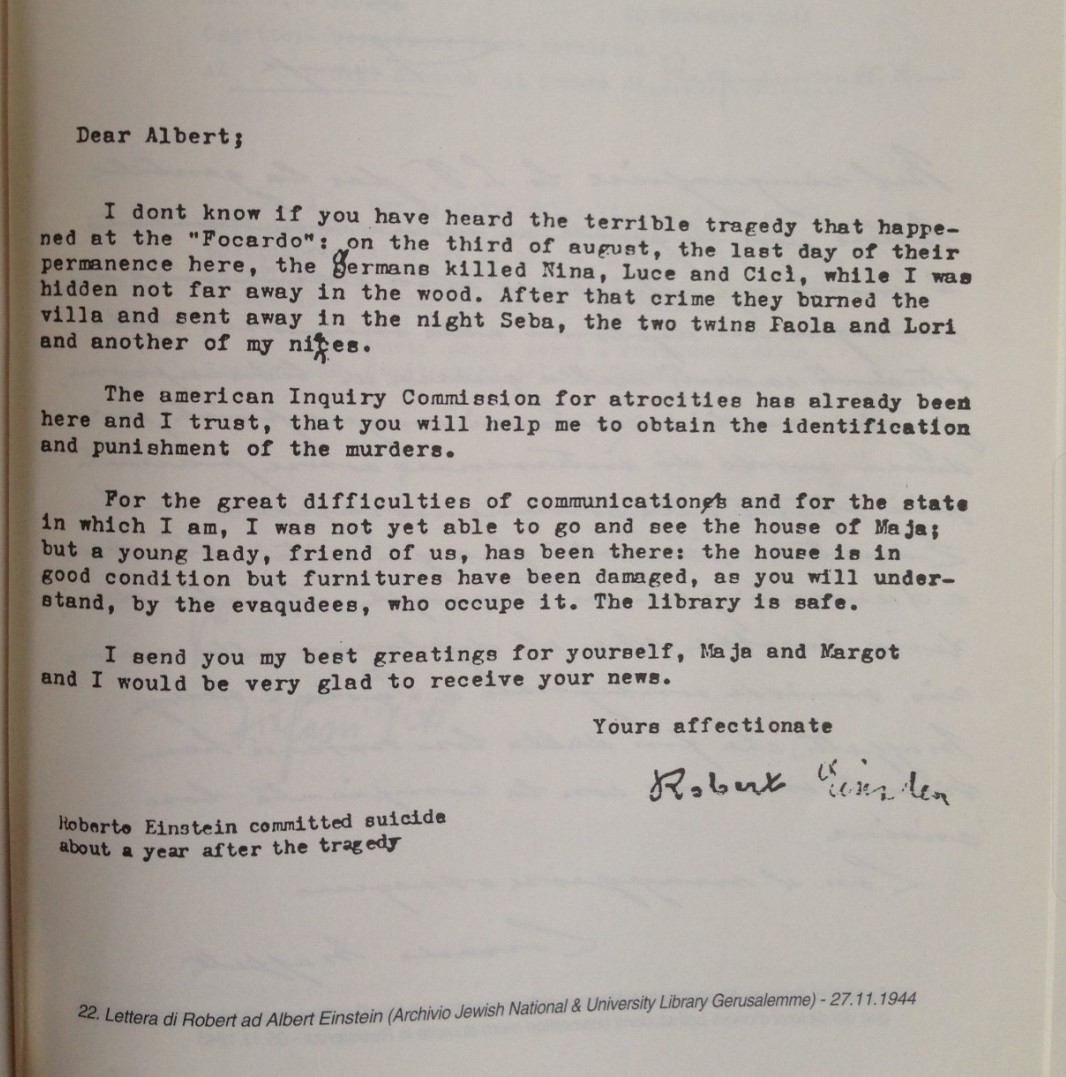 Dear Albert;
I dont know if you have heard the terrible tragedy that happe-
ned at the "Focardo": on the third of august, the last day of their
permanence here, the germans killed Nina, Luce and Cicì, while I was
hidden not far away in the wood. After that crime they burned the
villa and sent away in the night Seba, the two twins Paola and Lori
and another of my nices.
The american Inquiry Commission for atrocities has already been
here and I trust, that you will help me to obtain the identification
and punishment of the murders.
For the great difficulties of communications and for the state
in which I am, I was not yet able to go and see the house of Maja;
but a young lady, friend of us, has been there: the house is in
good condition but furnitures have been damaged, as you will under-
stand, by the evaqudees, who occupe it. The library is safe.
I send you my best greatings for yourself, Maja and Margot
and I would be very glad to receive your news.
Yours affectionate
Robert Einstein
Roberto Einstein committed suicide
about a year after the tragedy
22. Lettera di Robert ad Albert Einstein (Archivio Jewish National & University Library Gerusalemme) - 27.11.1944